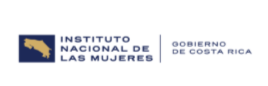 INSTITUTO
NACIONAL DE
LAS MUJERES
GOBIERNO
DE COSTA RICA